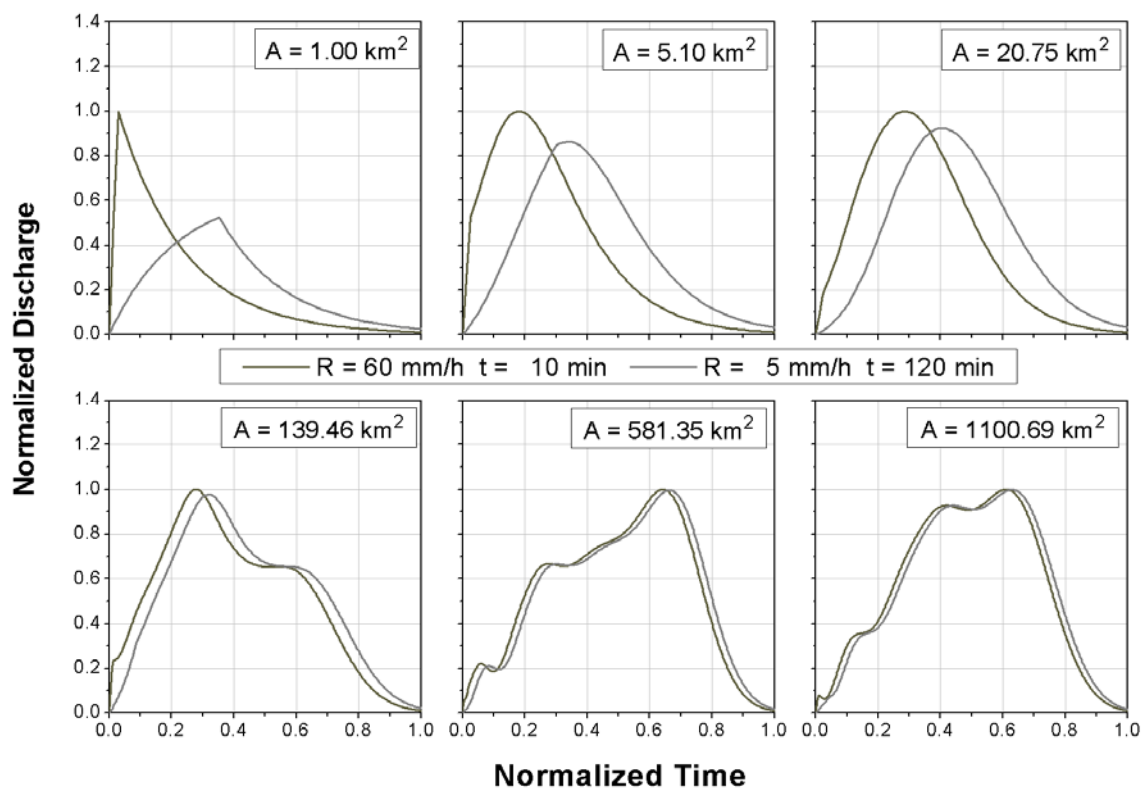 A = 1.00 km²
A = 5.10 km²
A = 20.75 km²
1.4
1.2
1.0
0.8
0.6
0.4
0.2
0.0
Normalized Discharge
R = 60 mm/h t = 10 min
R = 5 mm/h t = 120 min
A = 139.46 km²
A = 581.35 km²
A = 1100.69 km²
1.4
1.2
1.0
0.8
0.6
0.4
0.2
0.0
0.0 0.2 0.4 0.6 0.8 1.0
0.0 0.2 0.4 0.6 0.8 1.0
0.0 0.2 0.4 0.6 0.8 1.0
Normalized Time